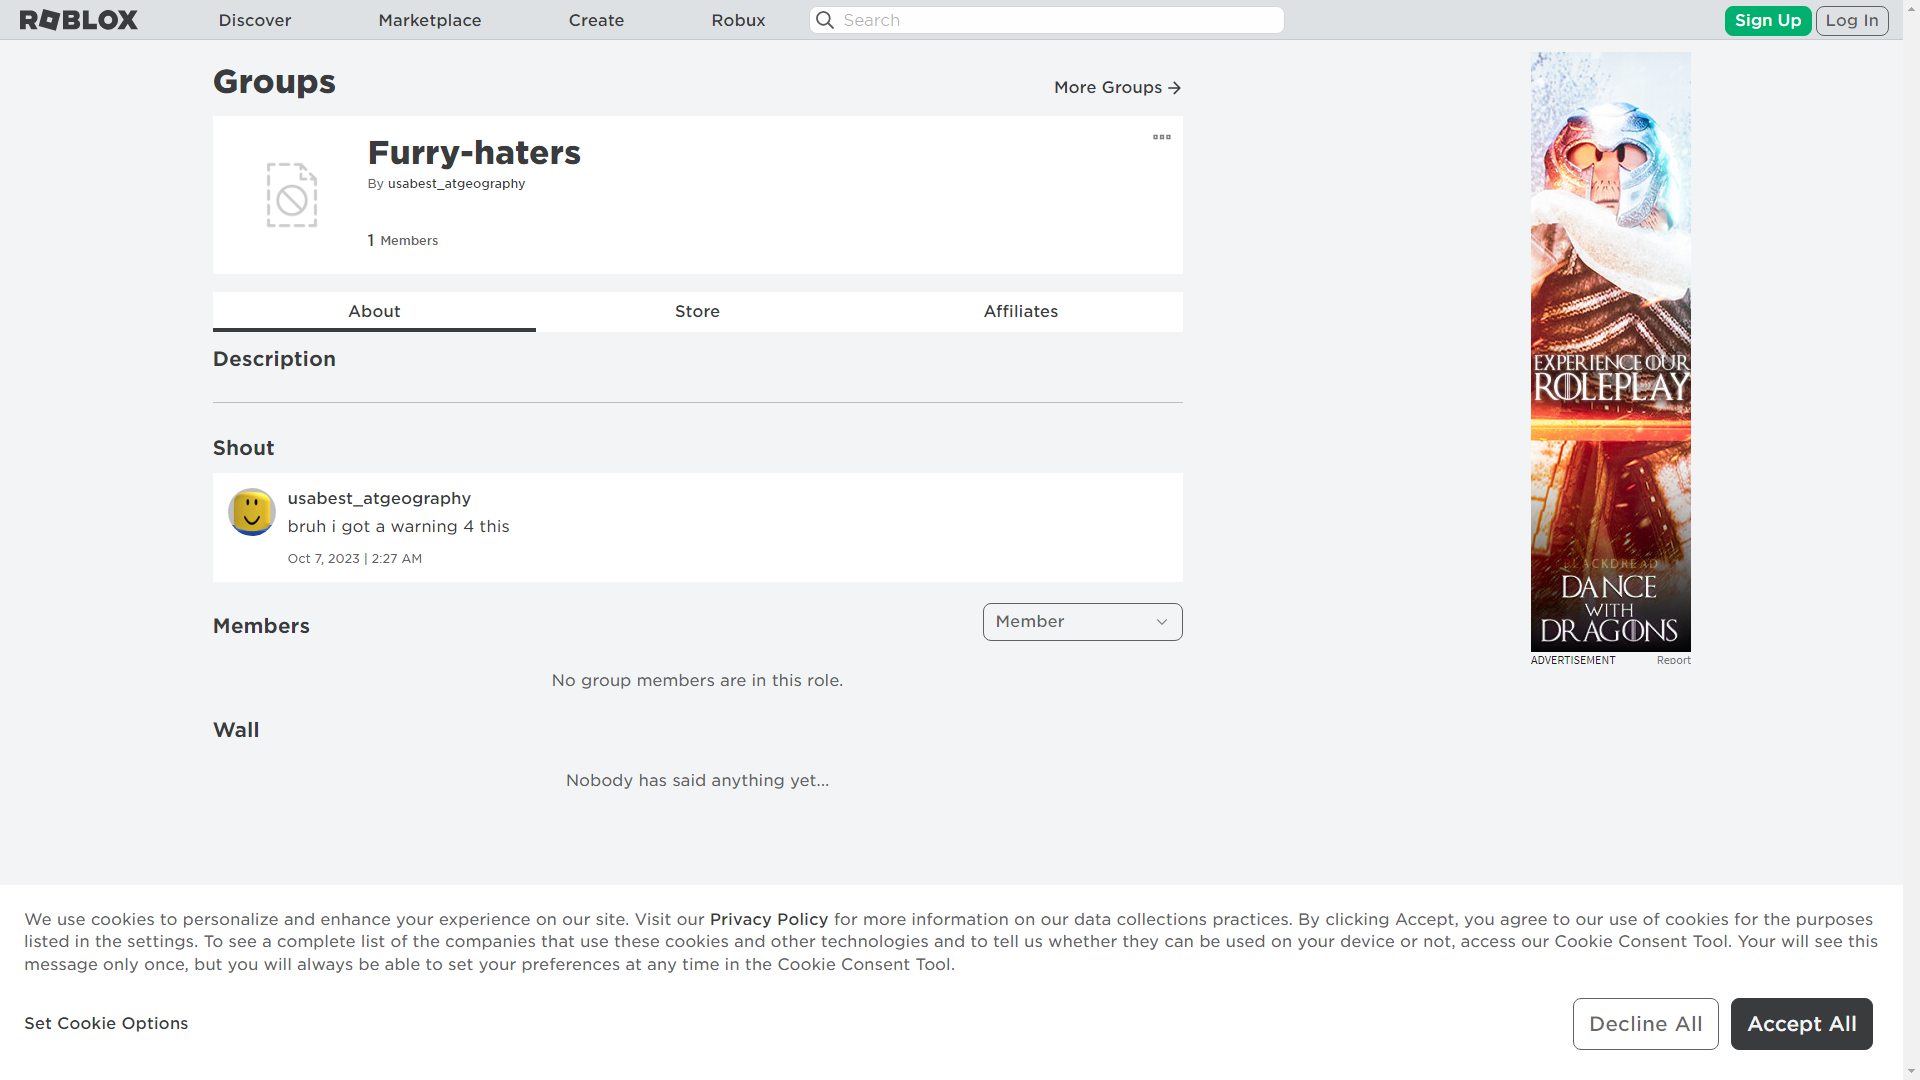 ROBLOX
Discover
Marketplace
Create
Robux
Search
Sign Up
Log In
Groups
More Groups
Furry-haters
By usabest_atgeography
1 Members
About
Store
Affiliates
Description
Shout
usabest_atgeography
bruh i got a warning 4 this
Oct 7, 2023 | 2:27 AM
Members
Member
No group members are in this role.
Wall
Nobody has said anything yet...
EXPERIENCE OUR
ROLEPLAY
BLACKDREAD
DANCE
WITH
DRAGONS
ADVERTISEMENT
Report
We use cookies to personalize and enhance your experience on our site. Visit our Privacy Policy for more information on our data collections practices. By clicking Accept, you agree to our use of cookies for the purposes
listed in the settings. To see a complete list of the companies that use these cookies and other technologies and to tell us whether they can be used on your device or not, access our Cookie Consent Tool. Your will see this
message only once, but you will always be able to set your preferences at any time in the Cookie Consent Tool.
Set Cookie Options
Decline All
Accept All